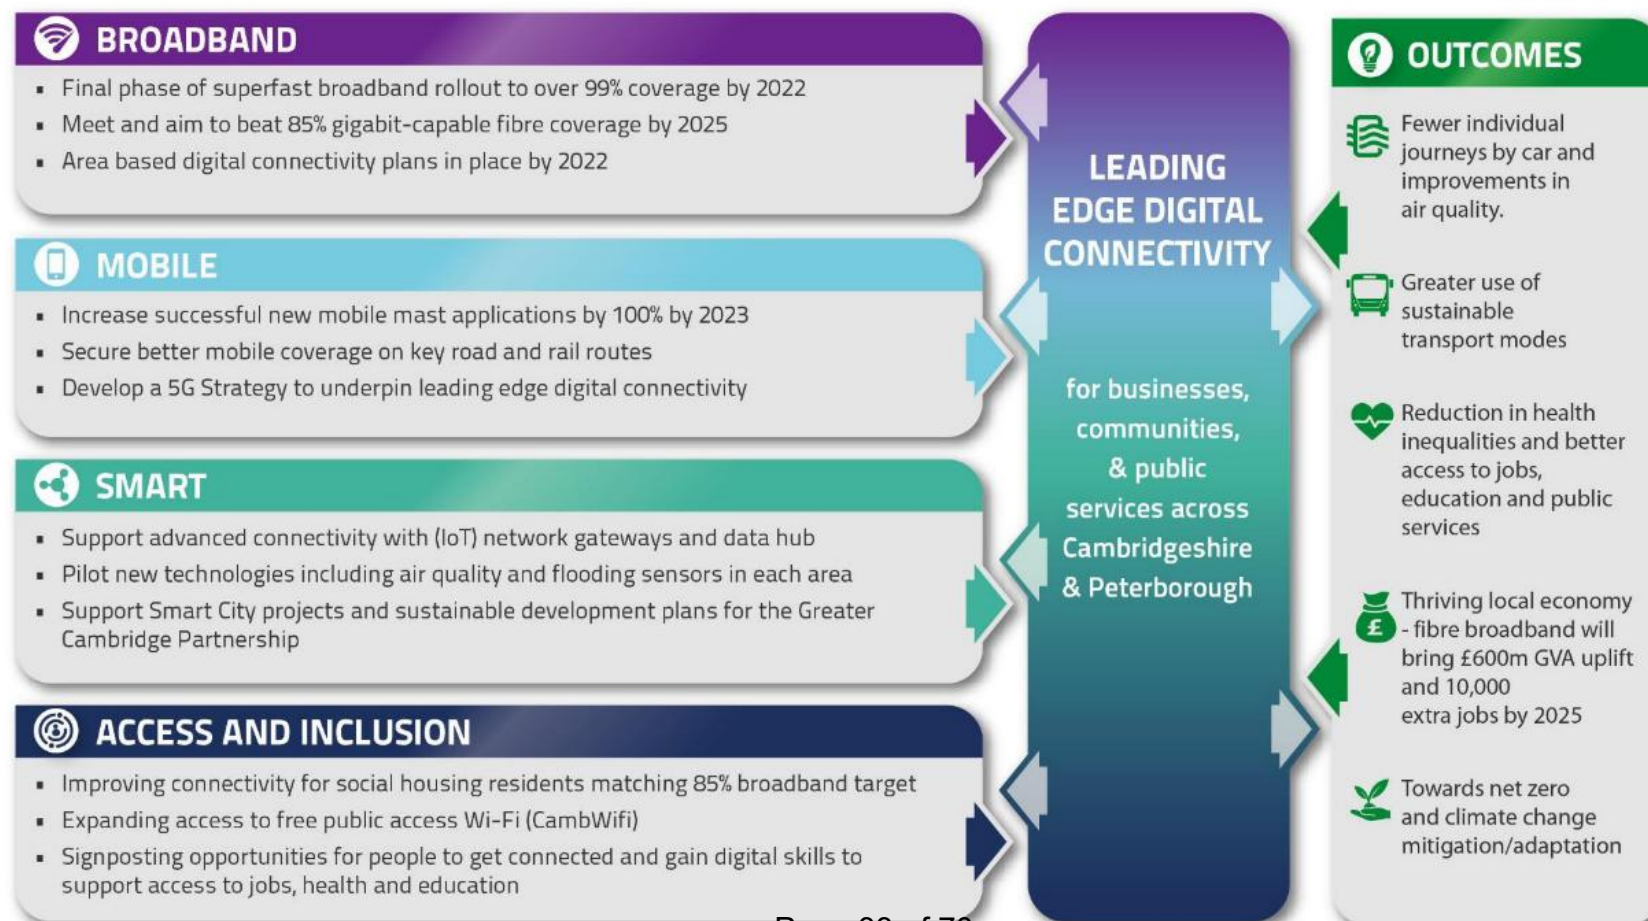 BROADBAND
▪ Final phase of superfast broadband rollout to over 99% coverage by 2022
▪ Meet and aim to beat 85% gigabit-capable fibre coverage by 2025
▪ Area based digital connectivity plans in place by 2022
MOBILE
▪ Increase successful new mobile mast applications by 100% by 2023
▪ Secure better mobile coverage on key road and rail routes
▪ Develop a 5G Strategy to underpin leading edge digital connectivity
SMART
▪ Support advanced connectivity with (IoT) network gateways and data hub
▪ Pilot new technologies including air quality and flooding sensors in each area
▪ Support Smart City projects and sustainable development plans for the Greater
Cambridge Partnership
ACCESS AND INCLUSION
▪ Improving connectivity for social housing residents matching 85% broadband target
▪ Expanding access to free public access Wi-Fi (CambWifi)
▪ Signposting opportunities for people to get connected and gain digital skills to
support access to jobs, health and education
LEADING
EDGE DIGITAL
CONNECTIVITY
for businesses,
communities,
& public
services across
Cambridgeshire
& Peterborough
OUTCOMES
Fewer individual
journeys by car and
improvements in
air quality.
Greater use of
sustainable
transport modes
Reduction in health
inequalities and better
access to jobs,
education and public
services
£
Thriving local economy
- fibre broadband will
bring £600m GVA uplift
and 10,000
extra jobs by 2025
Towards net zero
and climate change
mitigation/adaptation